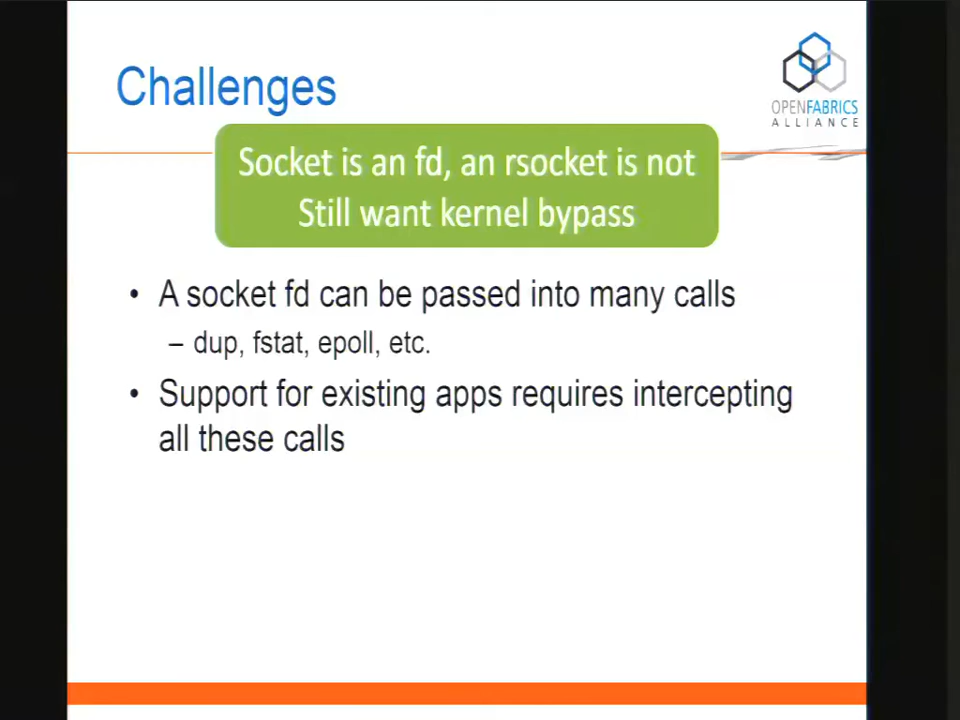 Challenges
OPENFABRICS
ALLIANCE
Socket is an fd, an rsocket is not
Still want kernel bypass
• A socket fd can be passed into many calls
– dup, fstat, epoll, etc.
• Support for existing apps requires intercepting
all these calls